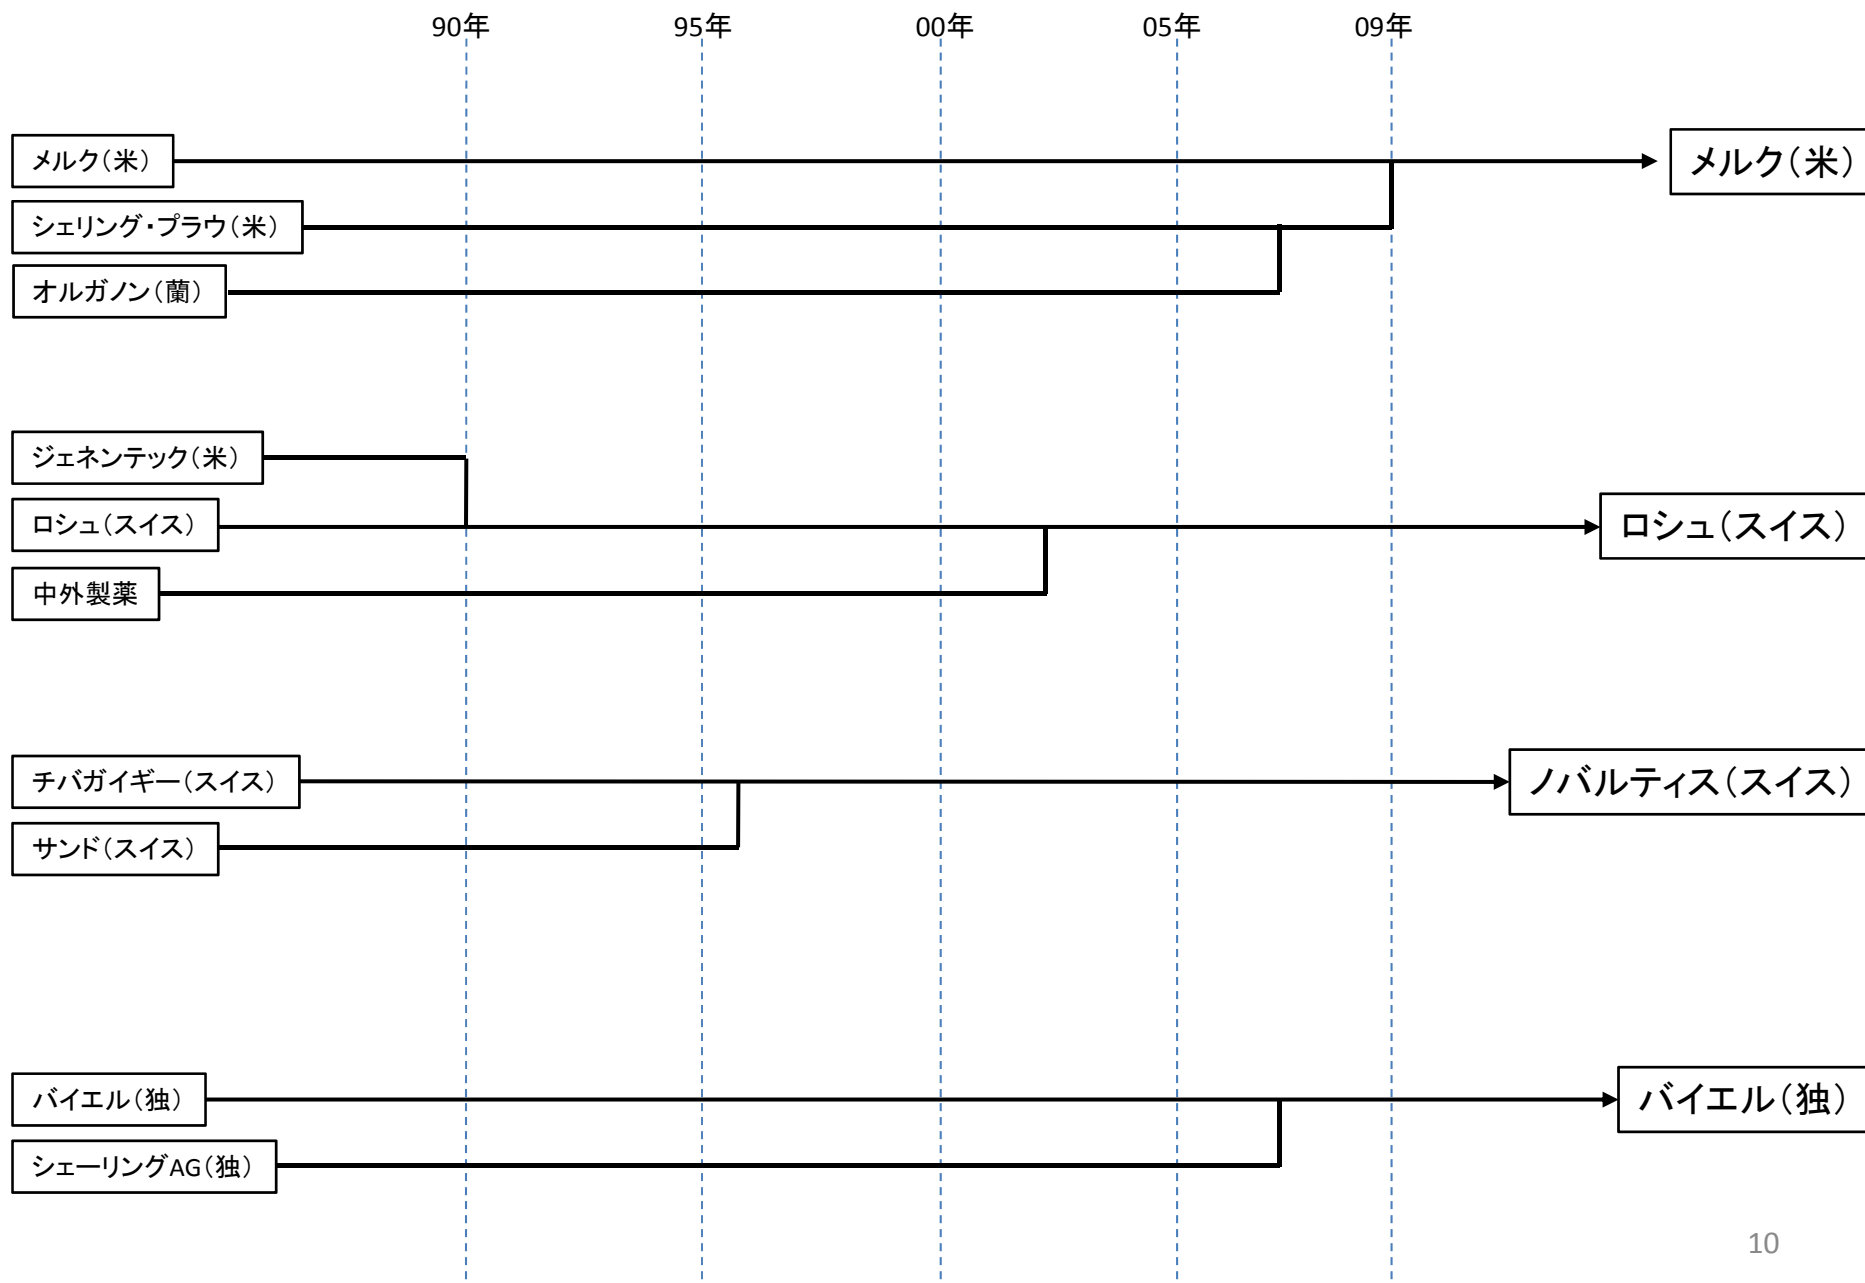 90年 95年 00年 05年 09年
メルク（米） メルク（米）
シェリング・プラウ（米）
オルガノン（蘭）
ジェネンテック（米）
ロシュ（スイス） ロシュ（スイス）
中外製薬
チバガイギー（スイス） ノバルティス（スイス）
サンド（スイス）
バイエル（独） バイエル（独）
シェーリングAG（独）
10